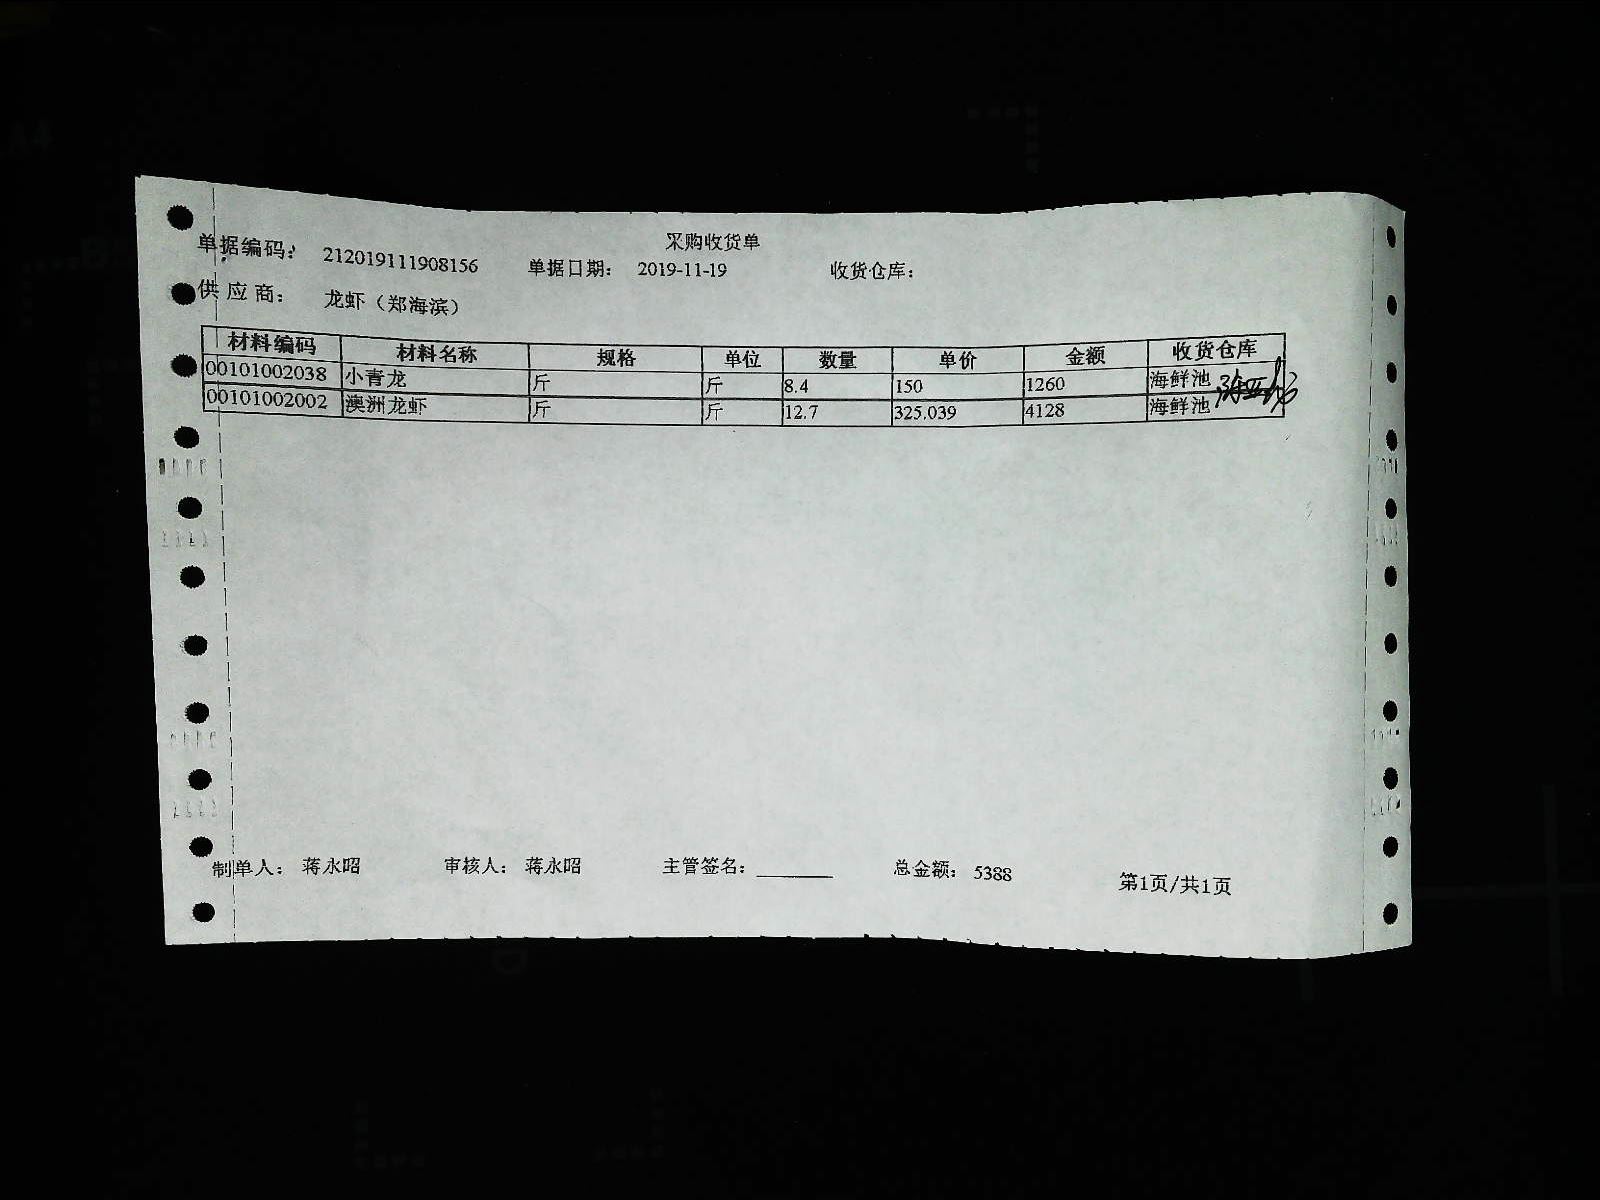 采购收货单
单据编码： 212019111908156 单据日期： 2019-11-19 收货仓库：
供应商： 龙虾（郑海滨）
材料编码 材料名称 规格 单位 数量 单价 金额 收货仓库
00101002038 小青龙 斤 斤 8.4 150 1260 海鲜池
00101002002 澳洲龙虾 斤 斤 12.7 325.039 4128 海鲜池
制单人： 蒋永昭 审核人： 蒋永昭 主管签名： 总金额： 5388 第1页/共1页